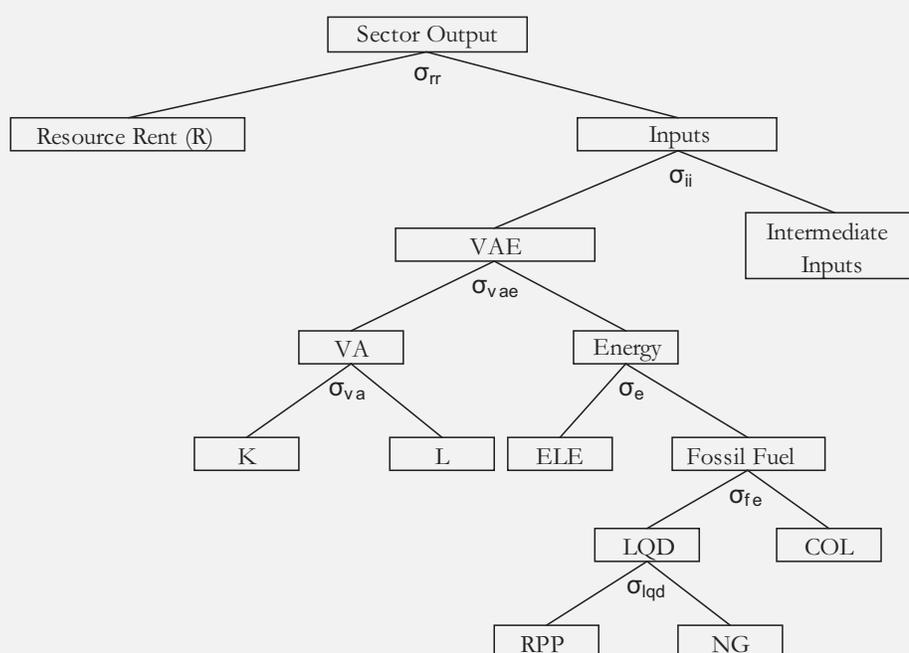 Sector Output
σrr
Resource Rent (R)
Inputs
σii
Intermediate
Inputs
VAE
σvae
VA
Energy
σva
σe
K
L
ELE
Fossil Fuel
σfe
LQD
COL
σlqd
RPP
NG